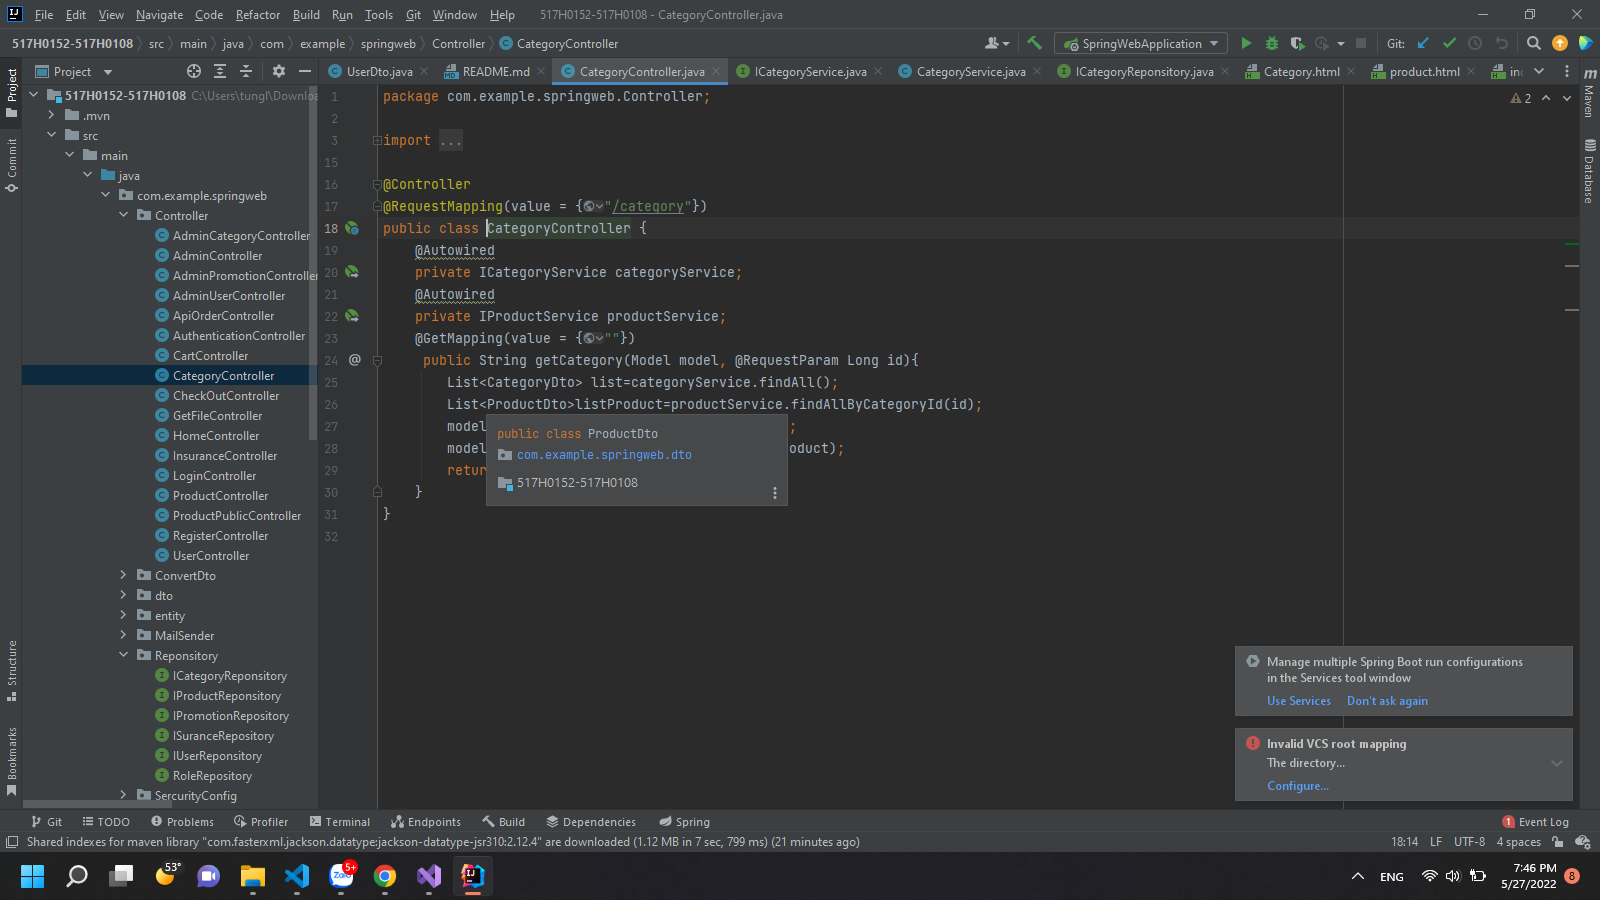 File Edit View Navigate Code Refactor Build Run Tools Git Window Help 517H0152-517H0108 - CategoryController.java
517H0152-517H0108 src main java com example springweb Controller CategoryController
SpringWebApplication Git:
Project
UserDto.java README.md CategoryController.java ICategoryService.java CategoryService.java ICategoryReponsitory.java Category.html product.html
517H0152-517H0108 C:\Users\tungl\Downlo
.mvn
src
main
java
com.example.springweb
Controller
AdminCategoryController
AdminController
AdminPromotionController
AdminUserController
ApiOrderController
AuthenticationController
CartController
CategoryController
CheckOutController
GetFileController
HomeController
InsuranceController
LoginController
ProductController
ProductPublicController
RegisterController
UserController
ConvertDto
dto
entity
MailSender
Reponsitory
ICategoryReponsitory
IProductReponsitory
IPromotionRepository
ISuranceRepository
IUserReponsitory
RoleRepository
SercurityConfig
Project
Commit
Structure
Bookmarks
1 package com.example.springweb.Controller;
2
3 import ...
15
16 @Controller
17 @RequestMapping(value = {"/category"})
18 public class CategoryController {
19 @Autowired
20 private ICategoryService categoryService;
21 @Autowired
22 private IProductService productService;
23 @GetMapping(value = {""})
24 public String getCategory(Model model, @RequestParam Long id){
25 List<CategoryDto> list=categoryService.findAll();
26 List<ProductDto>listProduct=productService.findAllByCategoryId(id);
27 model ;
28 model oduct);
29 retur
30 }
31 }
32
public class ProductDto
com.example.springweb.dto
517H0152-517H0108
2
Maven
Database
Manage multiple Spring Boot run configurations
in the Services tool window
Use Services Don't ask again
Invalid VCS root mapping
The directory...
Configure...
Git TODO Problems Profiler Terminal Endpoints Build Dependencies Spring 1 Event Log
Shared indexes for maven library "com.fasterxml.jackson.datatype:jackson-datatype-jsr310:2.12.4" are downloaded (1.12 MB in 7 sec, 799 ms) (21 minutes ago) 18:14 LF UTF-8 4 spaces
53° Zalo 5+ ENG 7:46 PM
5/27/2022 8